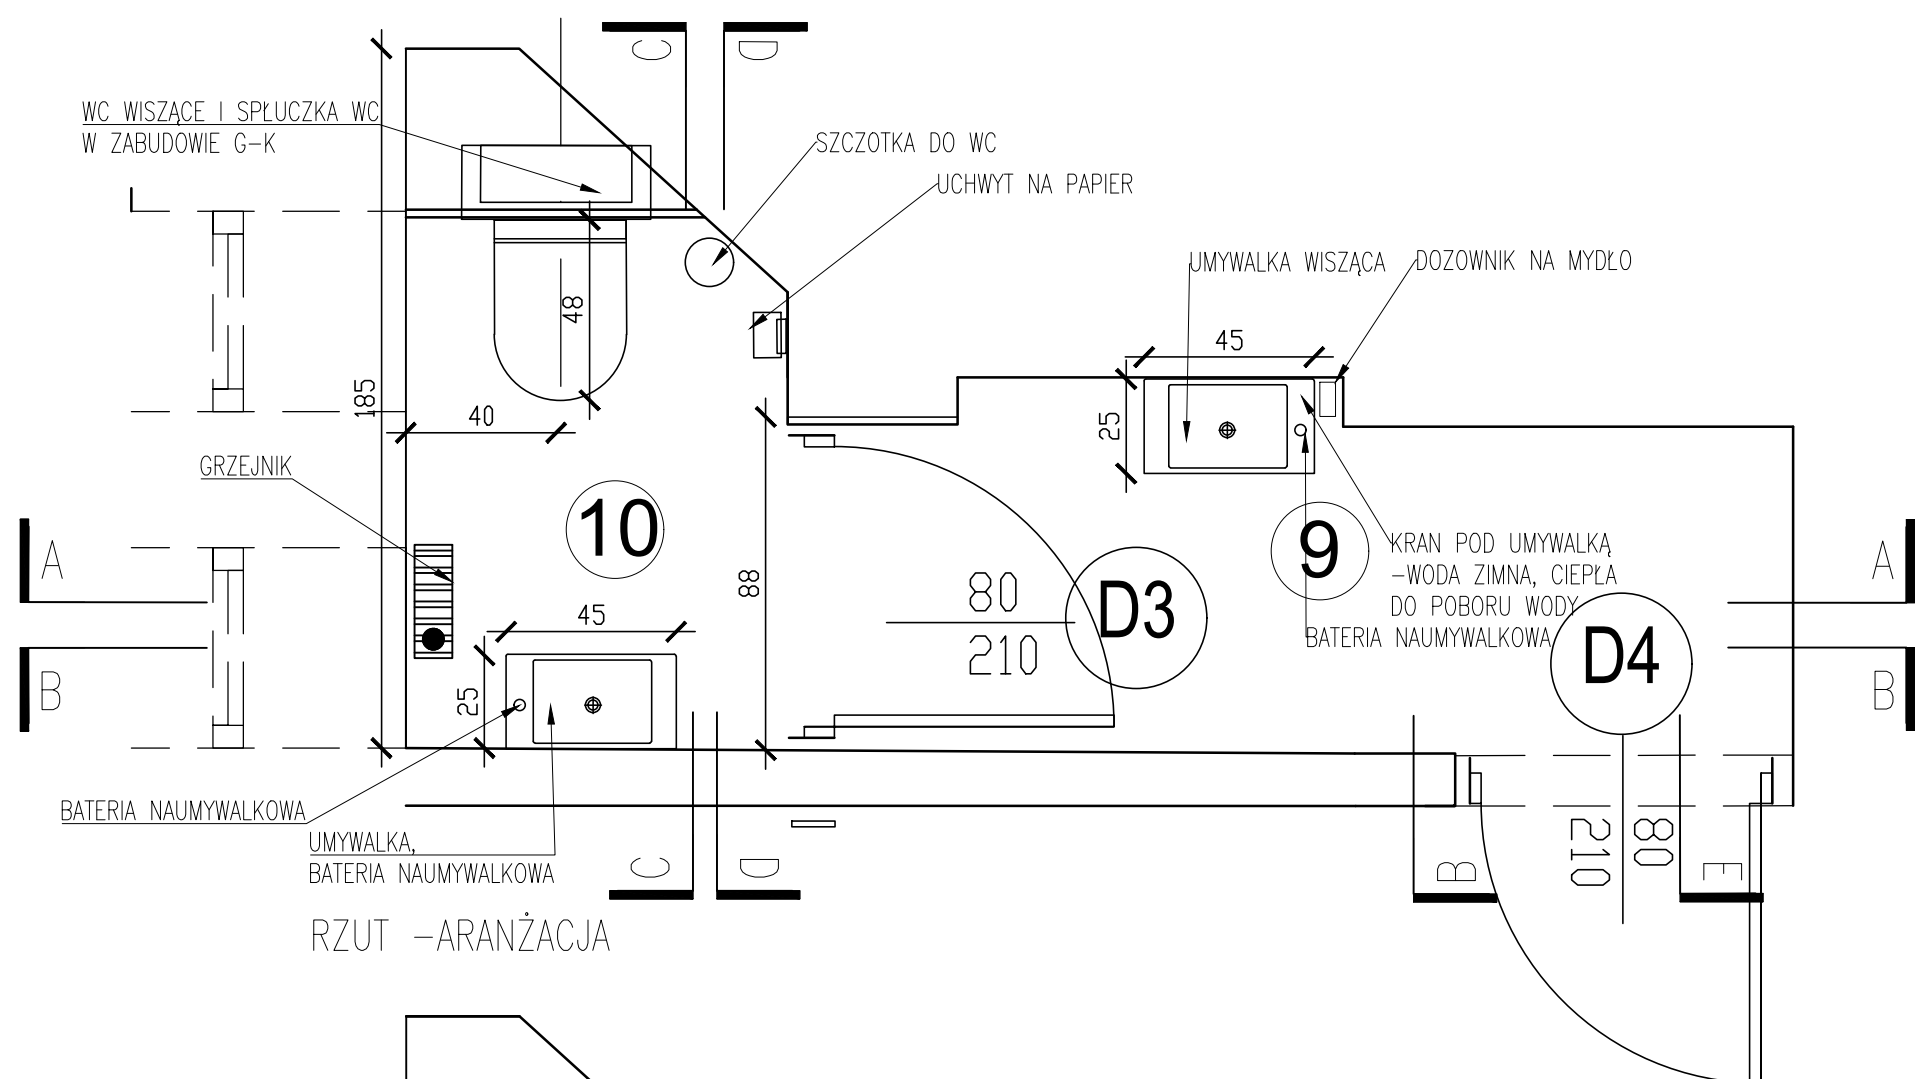 C
D
WC WISZĄCE I SPŁUCZKA WC
W ZABUDOWIE G-K
SZCZOTKA DO WC
UCHWYT NA PAPIER
UMYWALKA WISZĄCA
DOZOWNIK NA MYDŁO
48
45
185
40
25
GRZEJNIK
10
9
A
A
KRAN POD UMYWALKĄ
-WODA ZIMNA, CIEPŁA
DO POBORU WODY
BATERIA NAUMYWALKOWA
88
80
210
D3
D4
45
25
B
B
BATERIA NAUMYWALKOWA
UMYWALKA,
BATERIA NAUMYWALKOWA
C
D
80
210
B
E
RZUT -ARANŻACJA